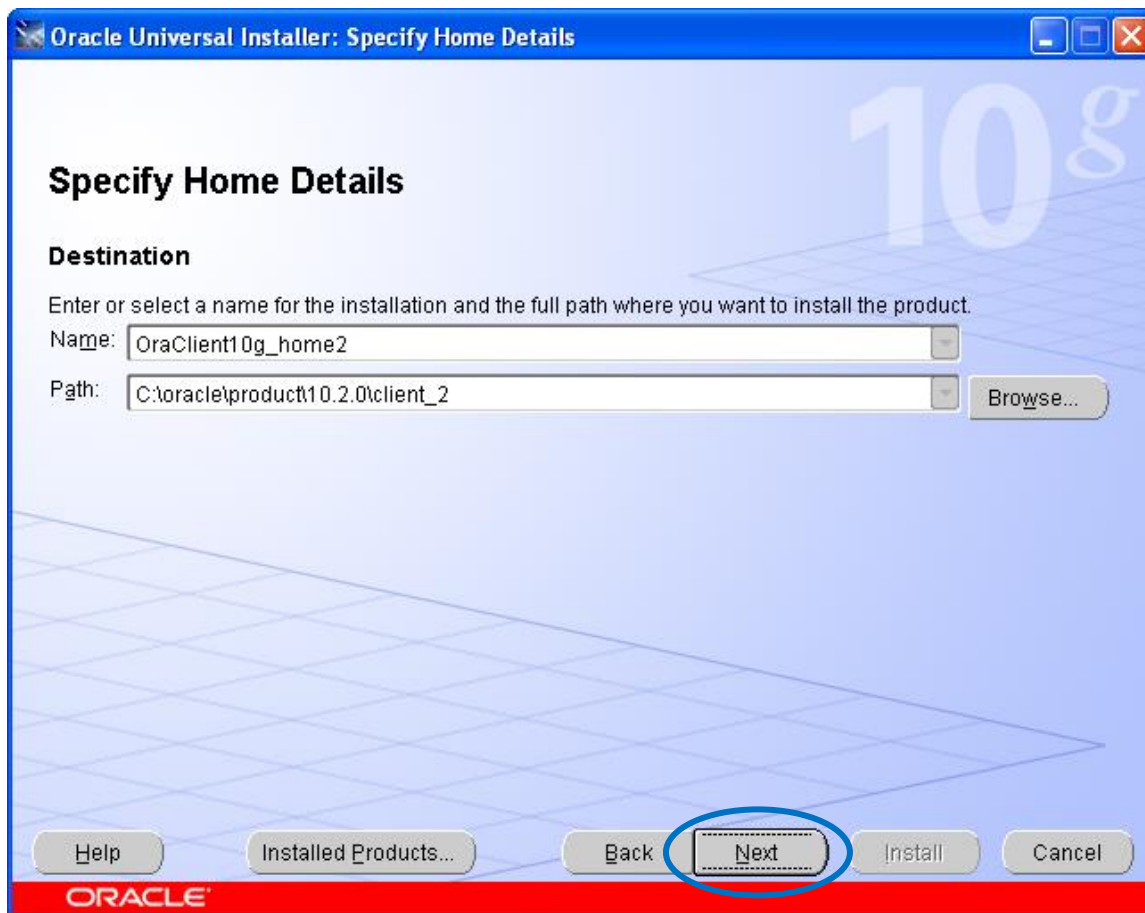 Oracle Universal Installer: Specify Home Details
10g
Specify Home Details
Destination
Enter or select a name for the installation and the full path where you want to install the product.
Name: OraClient10g_home2
Path: C:\oracle\product\10.2.0\client_2 Browse...
Help Installed Products... Back Next Install Cancel
ORACLE